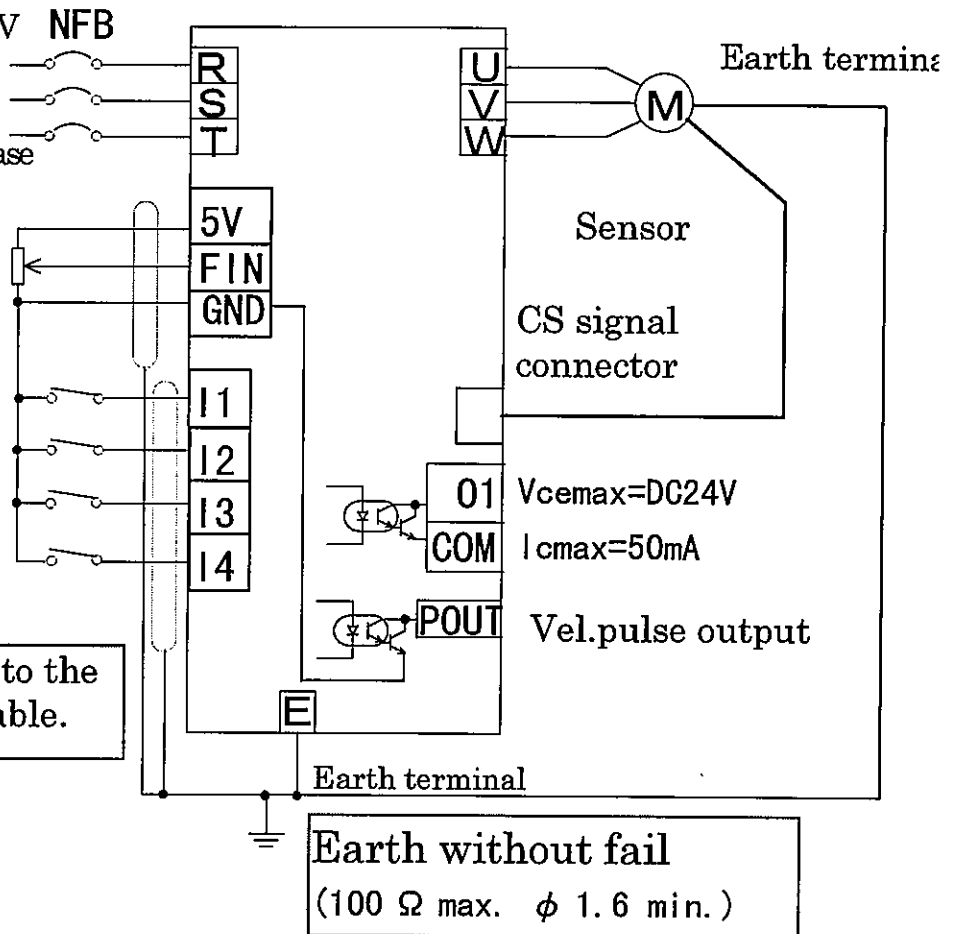 V NFB
R
S
T
ase
5V
FIN
GND
I1
I2
I3
I4
to the
able.
U
V
W
M
Earth termina
Sensor
CS signal
connector
O1 Vcemax=DC24V
COM Icmax=50mA
POUT Vel.pulse output
E
Earth terminal
Earth without fail
(100 Ω max. φ 1.6 min.)